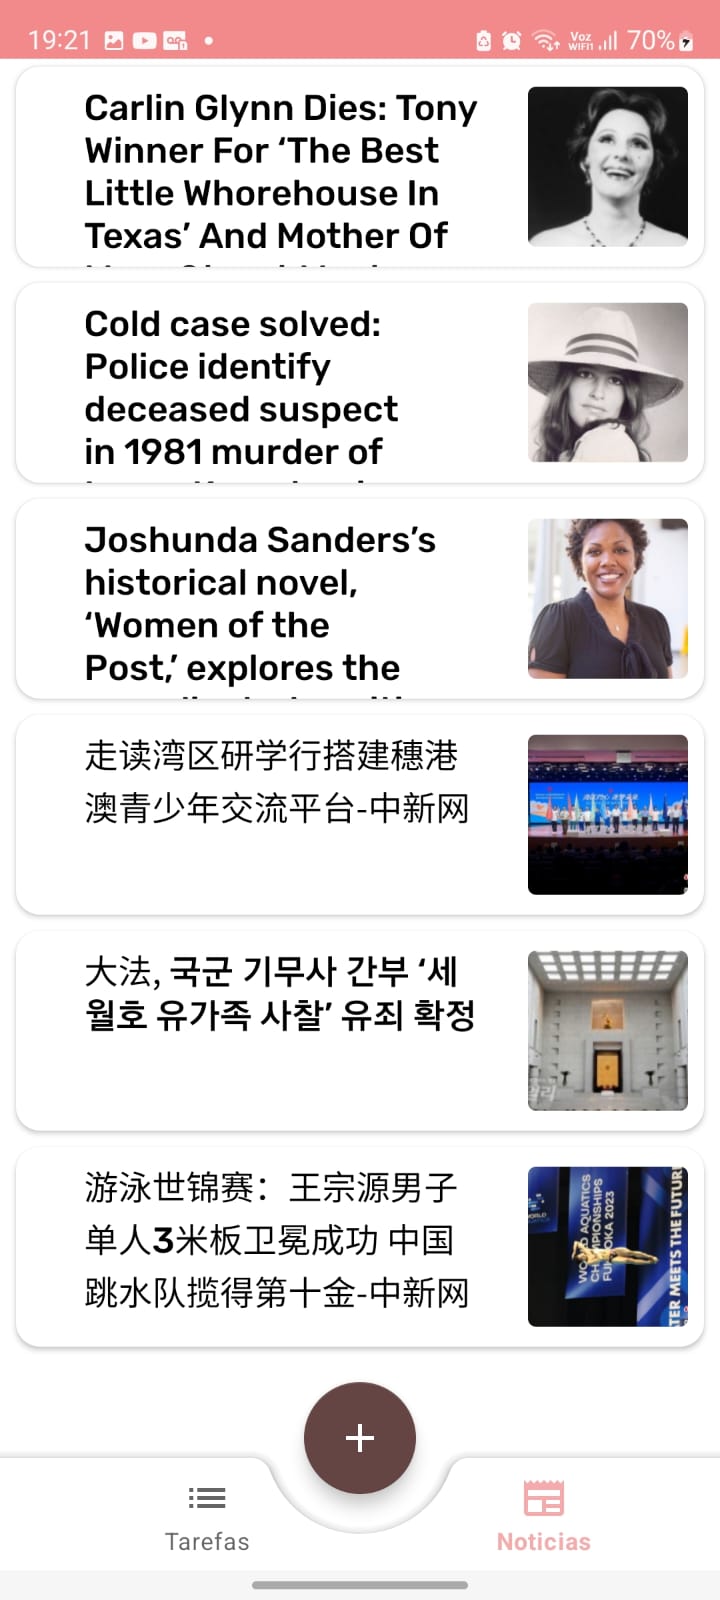 19:21
Voz
WIFI1
70%
Carlin Glynn Dies: Tony
Winner For ‘The Best
Little Whorehouse In
Texas’ And Mother Of
Cold case solved:
Police identify
deceased suspect
in 1981 murder of
Joshunda Sanders’s
historical novel,
‘Women of the
Post,’ explores the
走读湾区研学行搭建穗港
澳青少年交流平台-中新网
大法, 국군 기무사 간부 ‘세
월호 유가족 사찰’ 유죄 확정
游泳世锦赛：王宗源男子
单人3米板卫冕成功 中国
跳水队揽得第十金-中新网
WORLD AQUATICS
CHAMPIONSHIPS
FUKUOKA 2023
MEETS THE FUTURE
Tarefas
Noticias